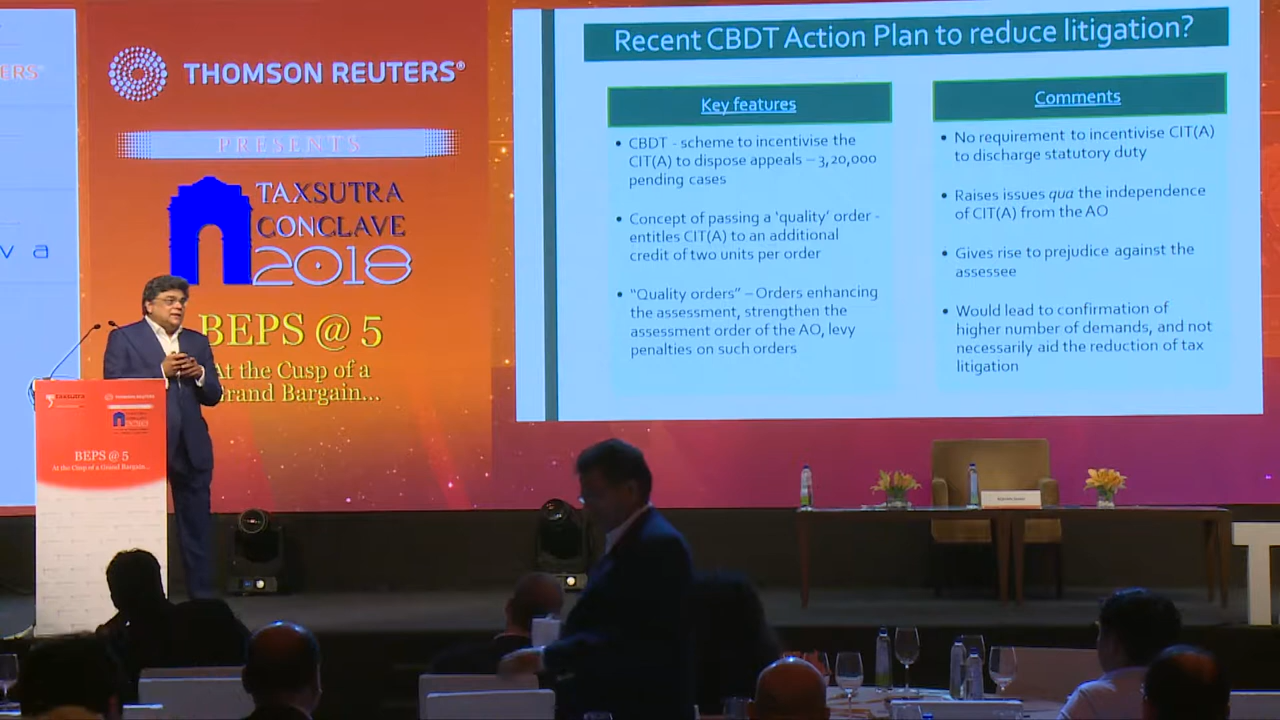 ERS
v a
THOMSON REUTERS®
PRESENTS
TAXSUTRA
CONCLAVE
2018
BEPS @ 5
At the Cusp of a
Grand Bargain...
Recent CBDT Action Plan to reduce litigation?
Key features
• CBDT - scheme to incentivise the
CIT(A) to dispose appeals – 3,20,000
pending cases
• Concept of passing a ‘quality’ order -
entitles CIT(A) to an additional
credit of two units per order
• “Quality orders” – Orders enhancing
the assessment, strengthen the
assessment order of the AO, levy
penalties on such orders
Comments
• No requirement to incentivise CIT(A)
to discharge statutory duty
• Raises issues qua the independence
of CIT(A) from the AO
• Gives rise to prejudice against the
assessee
• Would lead to confirmation of
higher number of demands, and not
necessarily aid the reduction of tax
litigation
TAXSUTRA
BEPS @ 5
At the Cusp of a Grand Bargain...
T